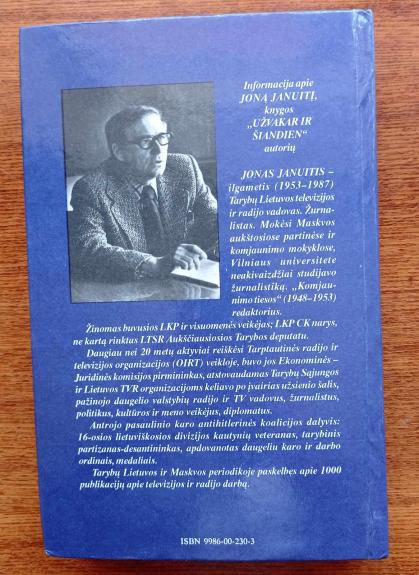 Informacija apie
JONĄ JANUITĮ,
knygos
„UŽVAKAR IR
ŠIANDIEN“
autorių
JONAS JANUITIS –
ilgametis (1953–1987)
Tarybų Lietuvos televizijos
ir radijo vadovas. Žurna-
listas. Mokėsi Maskvos
aukštosiose partinėse ir
komjaunimo mokyklose,
Vilniaus universitete
neakivaizdžiai studijavo
žurnalistiką. „Komjau-
nimo tiesos“ (1948–1953)
redaktorius.
Žinomas buvusios LKP ir visuomenės veikėjas; LKP CK narys,
ne kartą rinktas LTSR Aukščiausiosios Tarybos deputatu.
Daugiau nei 20 metų aktyviai reiškėsi Tarptautinės radijo ir
televizijos organizacijos (OIRT) veikloje, buvo jos Ekonominės –
Juridinės komisijos pirmininkas, atstovaudamas Tarybų Sąjungos
ir Lietuvos TVR organizacijoms keliavo po įvairias užsienio šalis,
pažinojo daugelio valstybių radijo ir TV vadovus, žurnalistus,
politikus, kultūros ir meno veikėjus, diplomatus.
Antrojo pasaulinio karo antihitlerinės koalicijos dalyvis:
16-osios lietuviškosios divizijos kautynių veteranas, tarybinis
partizanas-desantininkas, apdovanotas daugeliu karo ir darbo
ordinais, medaliais.
Tarybų Lietuvos ir Maskvos periodikoje paskelbęs apie 1000
publikacijų apie televizijos ir radijo darbą.
ISBN 9986-00-230-3